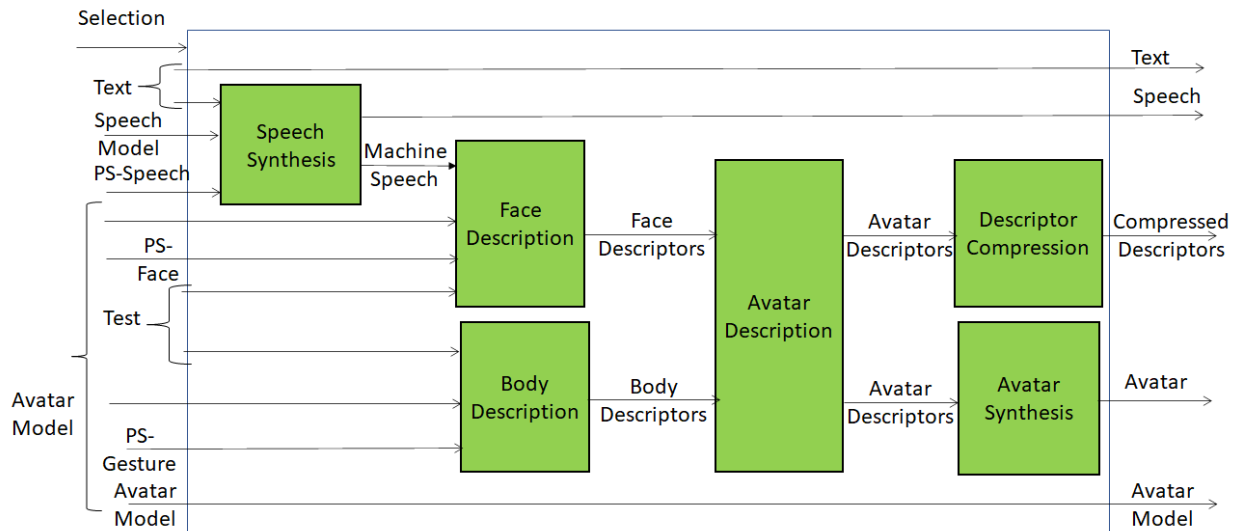 Selection
Text
Text
Speech
Speech
Model
PS-Speech
Speech
Synthesis
Machine
Speech
Face
Description
PS-
Face
Face
Descriptors
Avatar
Descriptors
Descriptor
Compression
Compressed
Descriptors
Test
Avatar
Description
Avatar
Model
Body
Description
Body
Descriptors
Avatar
Descriptors
Avatar
Synthesis
Avatar
PS-
Gesture
Avatar
Model
Avatar
Model